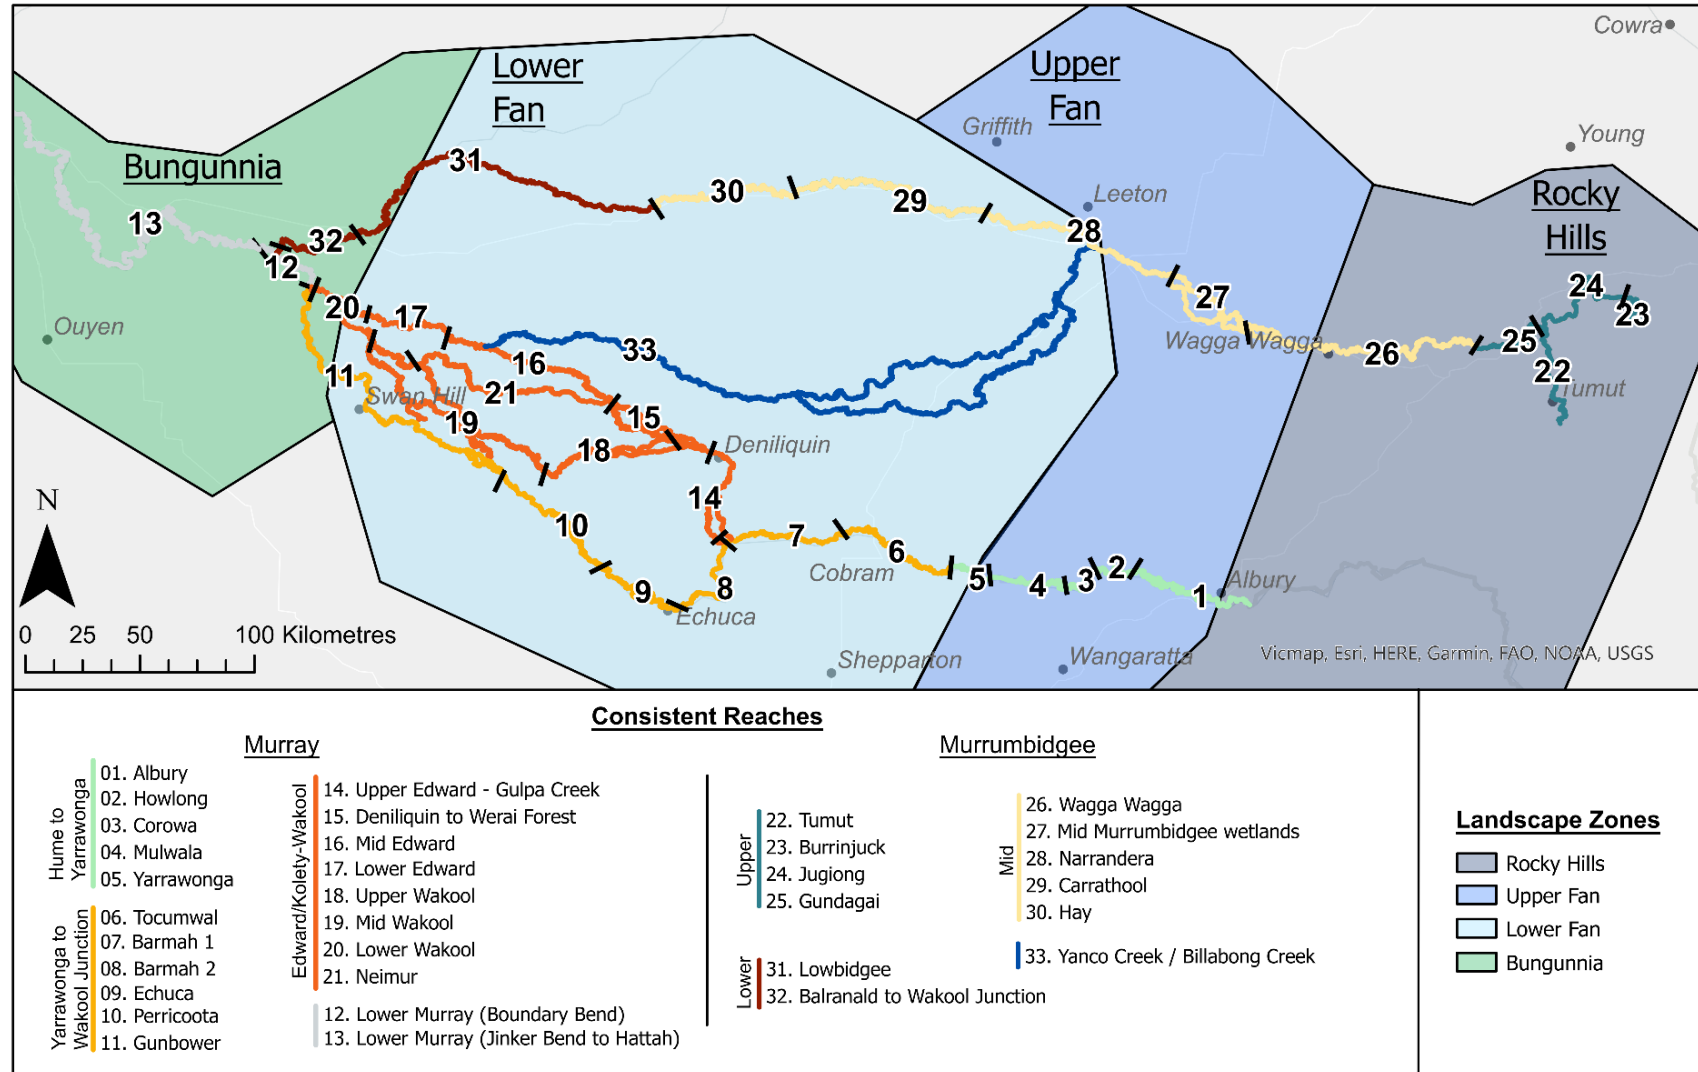 Cowra
Lower
Fan
Upper
Fan
Griffith
Young
Bungunnia
31
30
29
Leeton
Rocky
Hills
13
32
28
12
27
24
23
20
17
Ouyen
33
16
Wagga Wagga
26
25
22
Tumut
11
Swan Hill
21
19
15
18
Deniliquin
N
14
10
7
6
Cobram
5
4
3
2
1
Albury
9
8
Echuca
0 25 50 100 Kilometres
Shepparton
Wangaratta
Vicmap, Esri, HERE, Garmin, FAO, NOAA, USGS
Consistent Reaches
Murray
Hume to
Yarrawonga
01. Albury
02. Howlong
03. Corowa
04. Mulwala
05. Yarrawonga
Yarrawonga to
Wakool Junction
06. Tocumwal
07. Barmah 1
08. Barmah 2
09. Echuca
10. Perricoota
11. Gunbower
Edward/Kolety-Wakool
14. Upper Edward - Gulpa Creek
15. Deniliquin to Werai Forest
16. Mid Edward
17. Lower Edward
18. Upper Wakool
19. Mid Wakool
20. Lower Wakool
21. Neimur
12. Lower Murray (Boundary Bend)
13. Lower Murray (Jinker Bend to Hattah)
Murrumbidgee
Upper
22. Tumut
23. Burrinjuck
24. Jugiong
25. Gundagai
Lower
31. Lowbidgee
32. Balranald to Wakool Junction
Mid
26. Wagga Wagga
27. Mid Murrumbidgee wetlands
28. Narrandera
29. Carrathool
30. Hay
33. Yanco Creek / Billabong Creek
Landscape Zones
Rocky Hills
Upper Fan
Lower Fan
Bungunnia